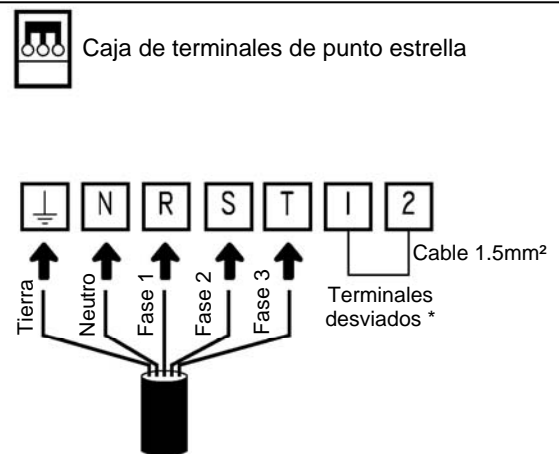 Caja de terminales de punto estrella
N R S T 1 2
Cable 1.5mm²
Tierra
Neutro
Fase 1
Fase 2
Fase 3
Terminales
desviados *